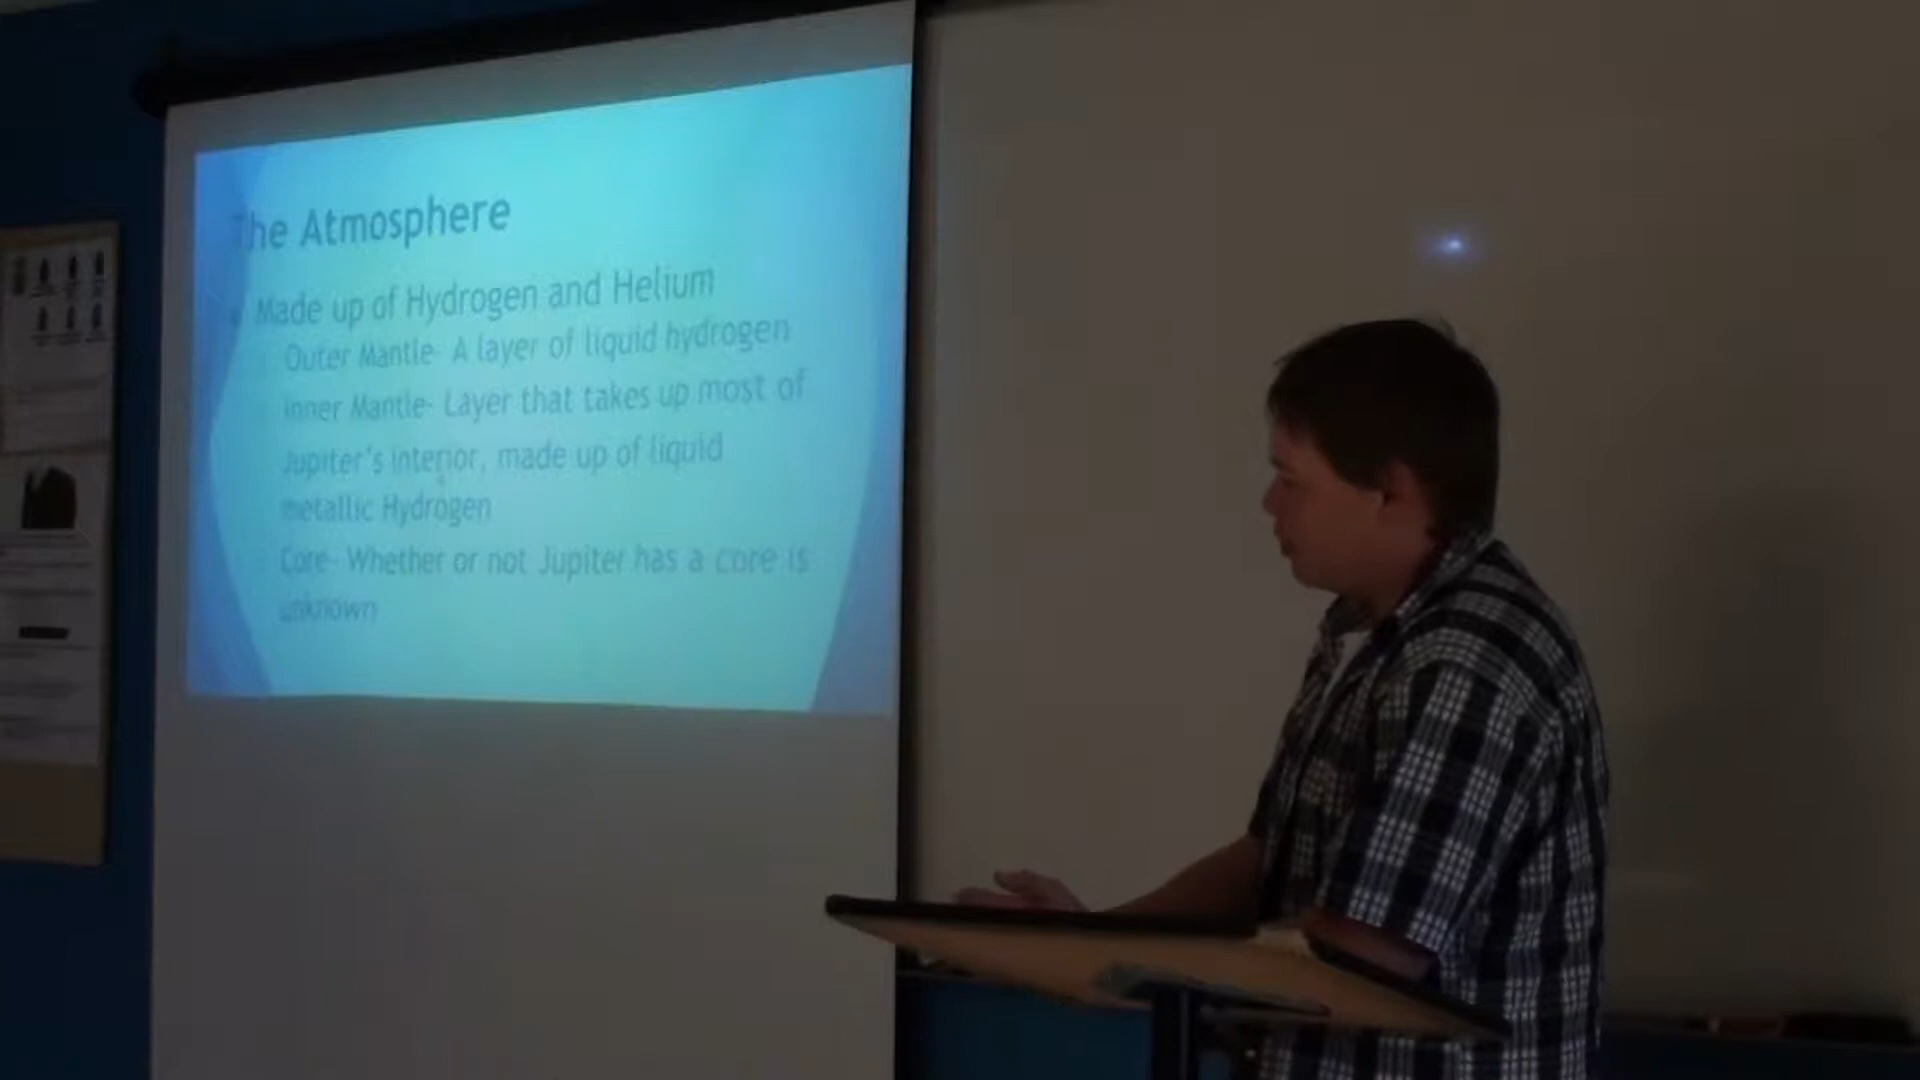 The Atmosphere
Made up of Hydrogen and Helium
Outer Mantle- A layer of liquid hydrogen
Inner Mantle- Layer that takes up most of
Jupiter's interior, made up of liquid
metallic Hydrogen
Core- Whether or not Jupiter has a core is
unknown